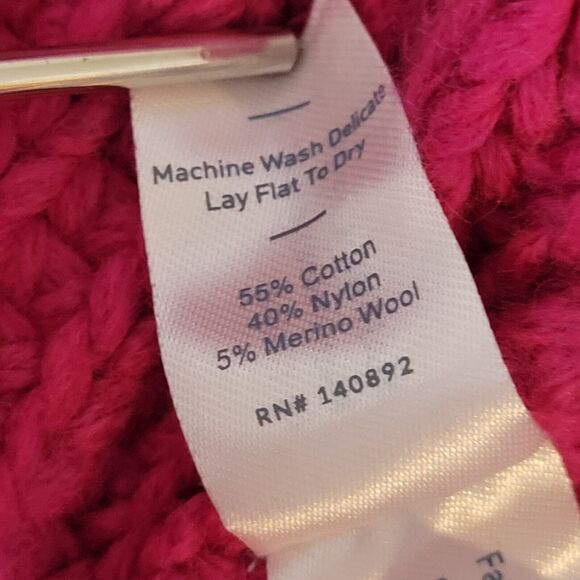 Machine Wash Delicate
Lay Flat To Dry
55% Cotton
40% Nylon
5% Merino Wool
RN# 140892